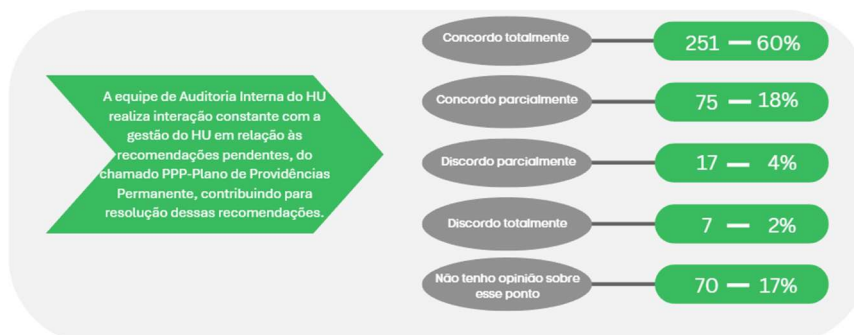 A equipe de Auditoria Interna do HU
realiza interação constante com a
gestão do HU em relação às
recomendações pendentes, do
chamado PPP-Plano de Providências
Permanente, contribuindo para
resolução dessas recomendações.
Concordo totalmente
251 — 60%
Concordo parcialmente
75 — 18%
Discordo parcialmente
17 — 4%
Discordo totalmente
7 — 2%
Não tenho opinião sobre
esse ponto
70 — 17%